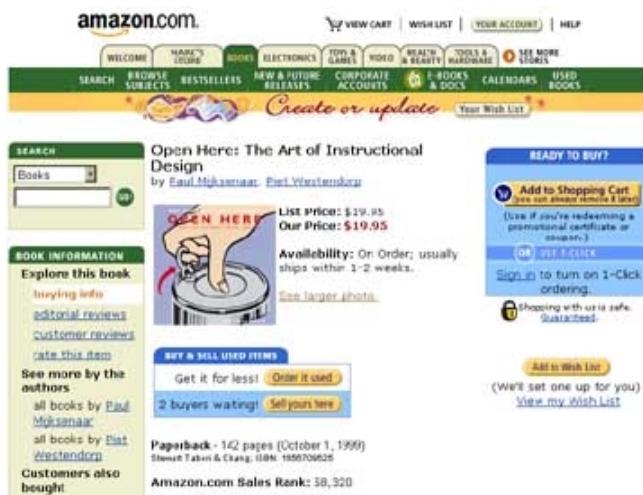 amazon.com.
VIEW CART | WISH LIST | YOUR ACCOUNT | HELP
WELCOME
STORE
BOOKS
ELECTRONICS
TOYS & GAMES
VIDEO
HEALTH & BEAUTY
TOOLS & HARDWARE
SEE MORE STORES
SEARCH
BROWSE SUBJECTS
BESTSELLERS
NEW & FUTURE RELEASES
CORPORATE ACCOUNTS
E-BOOKS & DOCS
CALENDARS
USED BOOKS
Create or update Your Wish List
SEARCH
Books
GO!
BOOK INFORMATION
Explore this book
buying info
editorial reviews
customer reviews
rate this item
See more by the
authors
all books by Paul
Mijksenaar
all books by Piet
Westendorp
Customers also
bought
Open Here: The Art of Instructional
Design
by Paul Mijksenaar, Piet Westendorp
OPEN HERE
List Price: $19.95
Our Price: $19.95
Availability: On Order; usually
ships within 1-2 weeks.
See larger photo
BUY & SELL USED ITEMS
Get it for less! Order it used
2 buyers waiting! Sell yours here
Paperback - 142 pages (October 1, 1999)
Stewart Tabori & Chang; ISBN:
Amazon.com Sales Rank: 58,320
READY TO BUY?
Add to Shopping Cart
(you can always remove it later)
(Use if you're redeeming a
promotional certificate or
coupon.)
OR USE 1-CLICK
Sign in to turn on 1-Click
ordering.
Shopping with us is safe.
Guaranteed.
Add to Wish List
(We'll set one up for you)
View my Wish List